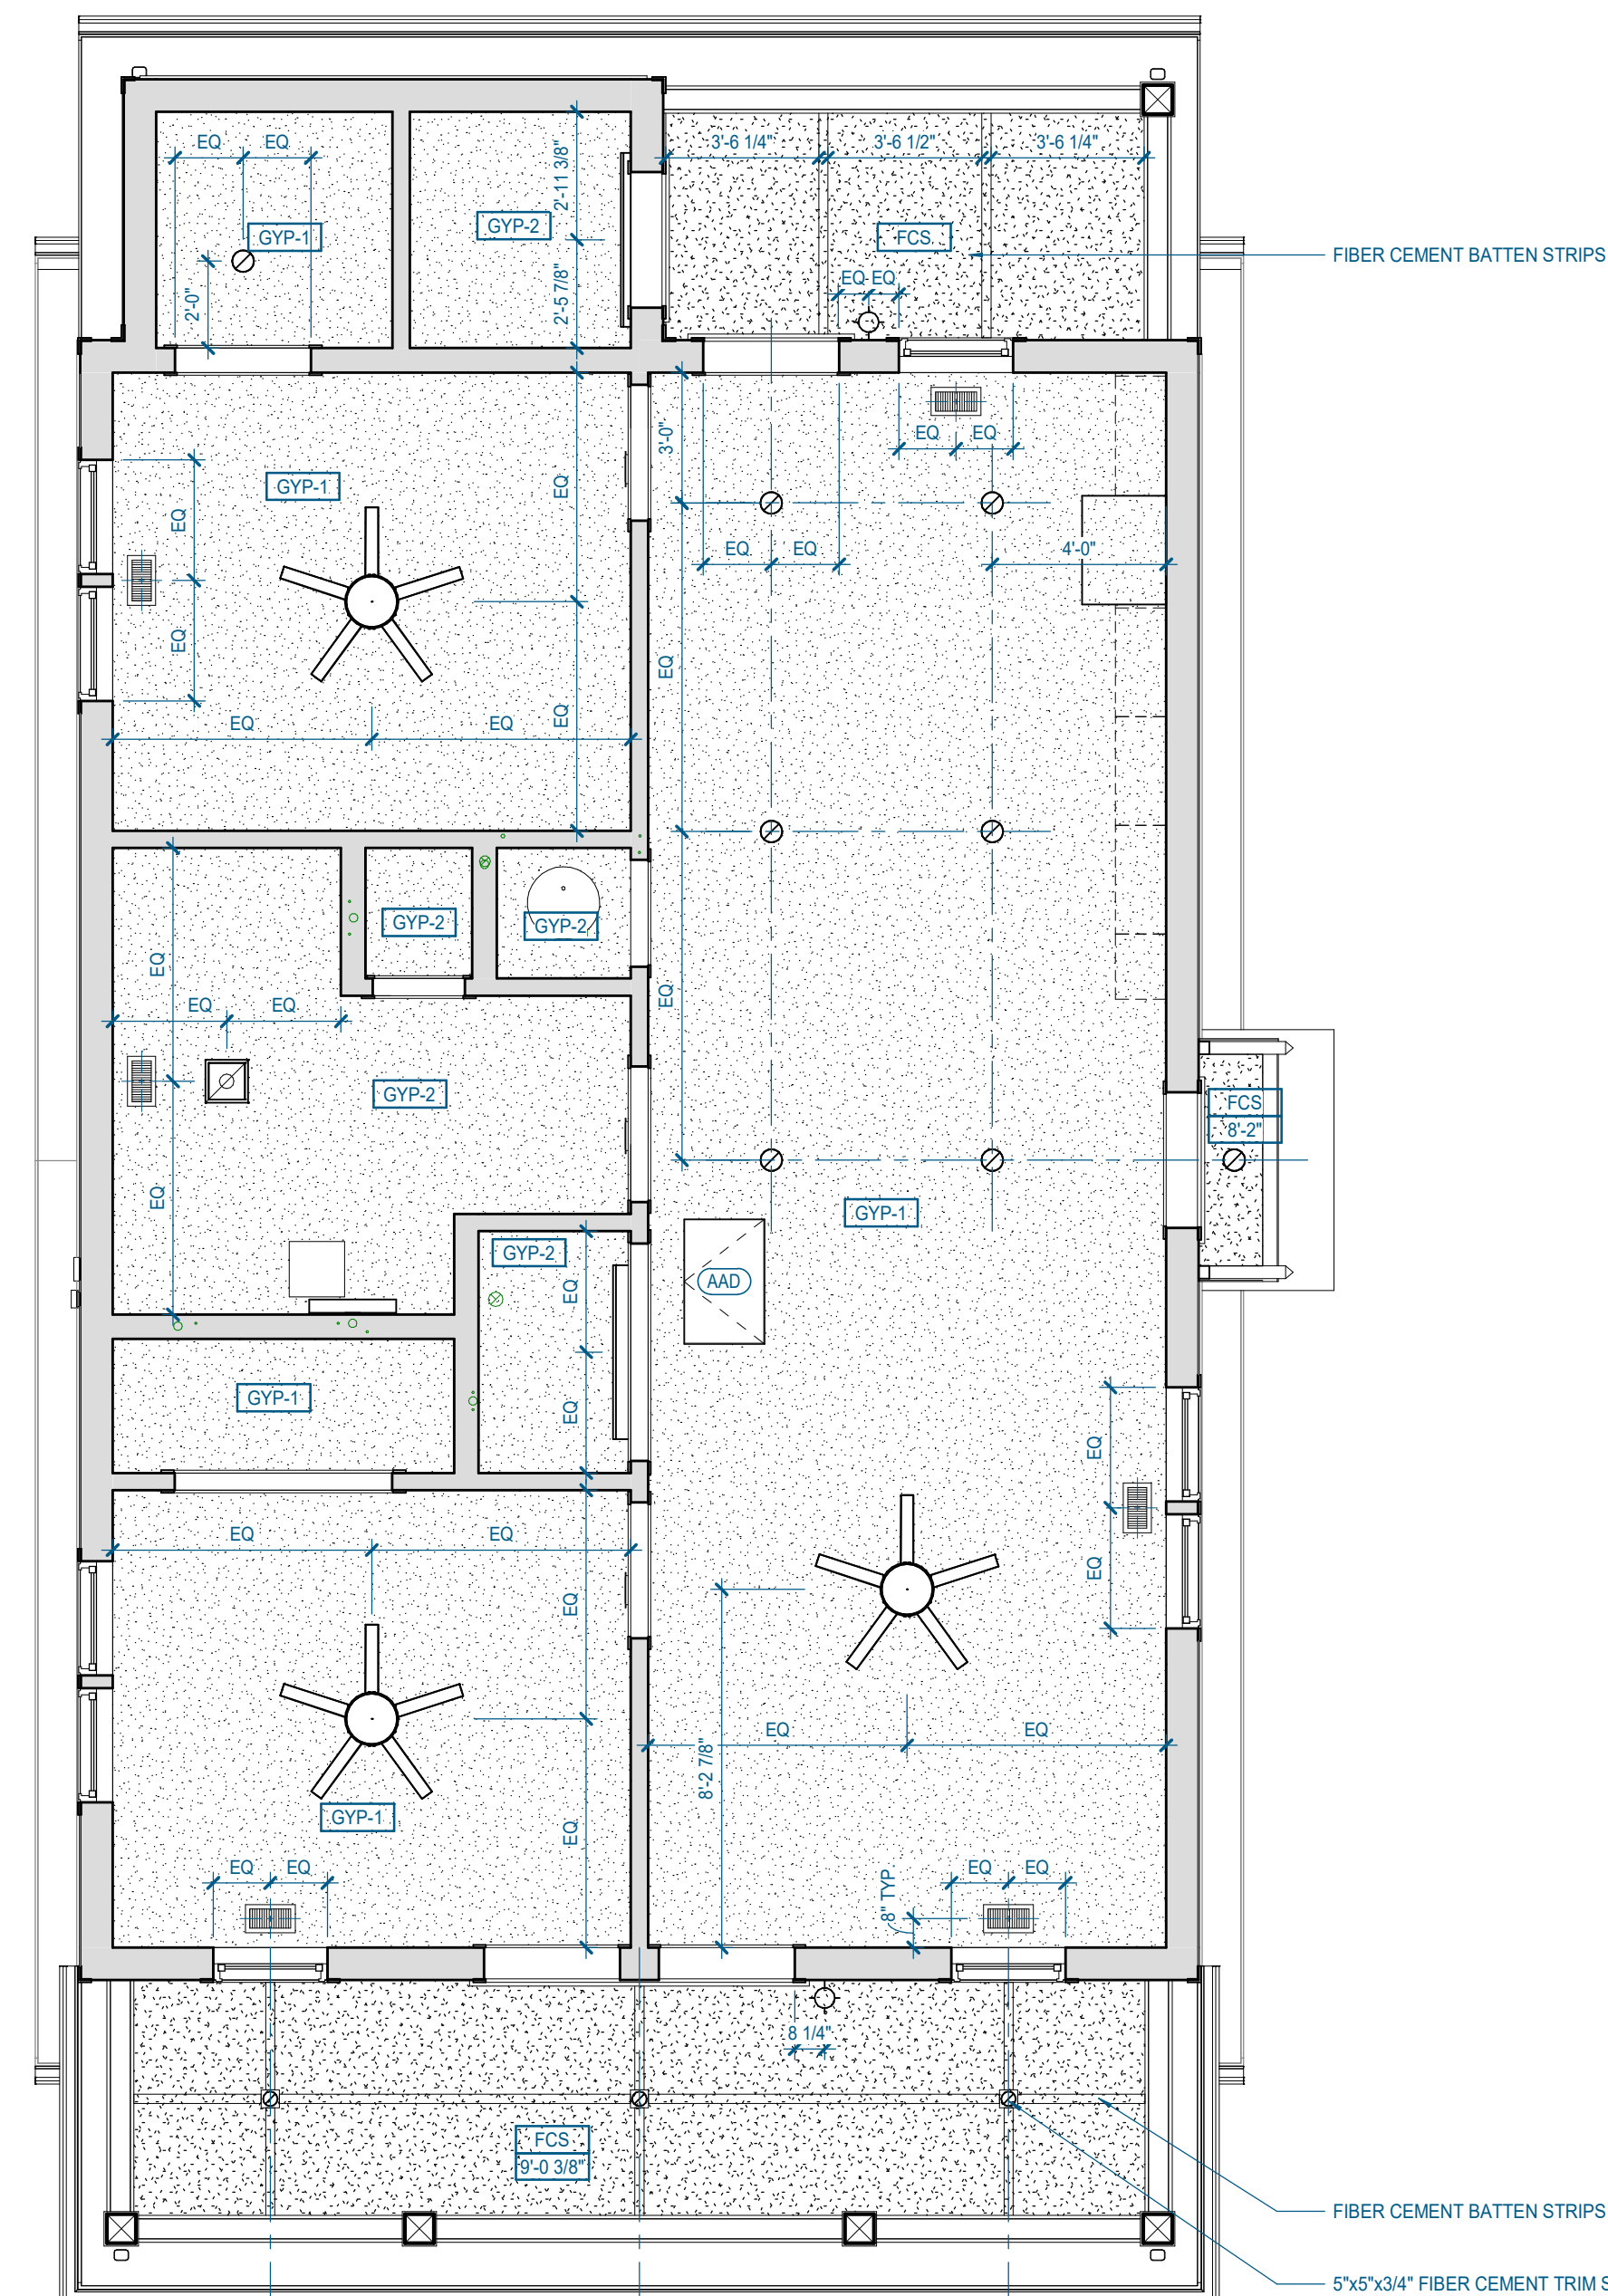 EQ EQ
3'-6 1/4" 3'-6 1/2" 3'-6 1/4"
2'-11 3/8"
GYP-1
GYP-2
FCS
FIBER CEMENT BATTEN STRIPS
2'-0"
2'-5 7/8"
EQ EQ
3'-0"
EQ EQ
GYP-1
EQ
EQ
EQ EQ
4'-0"
EQ
EQ
EQ EQ
EQ
GYP-2
GYP-2
EQ
EQ
EQ EQ
GYP-2
FCS
8'-2"
EQ
GYP-1
GYP-2
EQ
AAD
GYP-1
EQ
EQ
EQ EQ
EQ
EQ
EQ EQ
8'-2 7/8"
GYP-1
EQ
EQ EQ
8" TYP
EQ EQ
8 1/4"
FCS
9'-0 3/8"
FIBER CEMENT BATTEN STRIPS
5"x5"x3/4" FIBER CEMENT TRIM